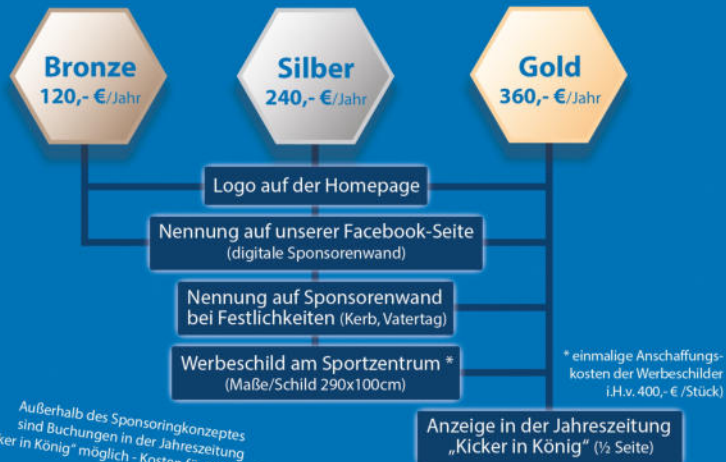 Bronze
120,- €/Jahr
Silber
240,- €/Jahr
Gold
360,- €/Jahr
Logo auf der Homepage
Nennung auf unserer Facebook-Seite
(digitale Sponsorenwand)
Nennung auf Sponsorenwand
bei Festlichkeiten (Kerb, Vatertag)
Werbeschild am Sportzentrum *
(Maße/Schild 290x100cm)
* einmalige Anschaffungs-
kosten der Werbeschilder
i.H.v. 400,- € /Stück)
Anzeige in der Jahreszeitung
„Kicker in König“ (½ Seite)
Außerhalb des Sponsoringkonzeptes
sind Buchungen in der Jahreszeitung
in König“ möglich - Kosten